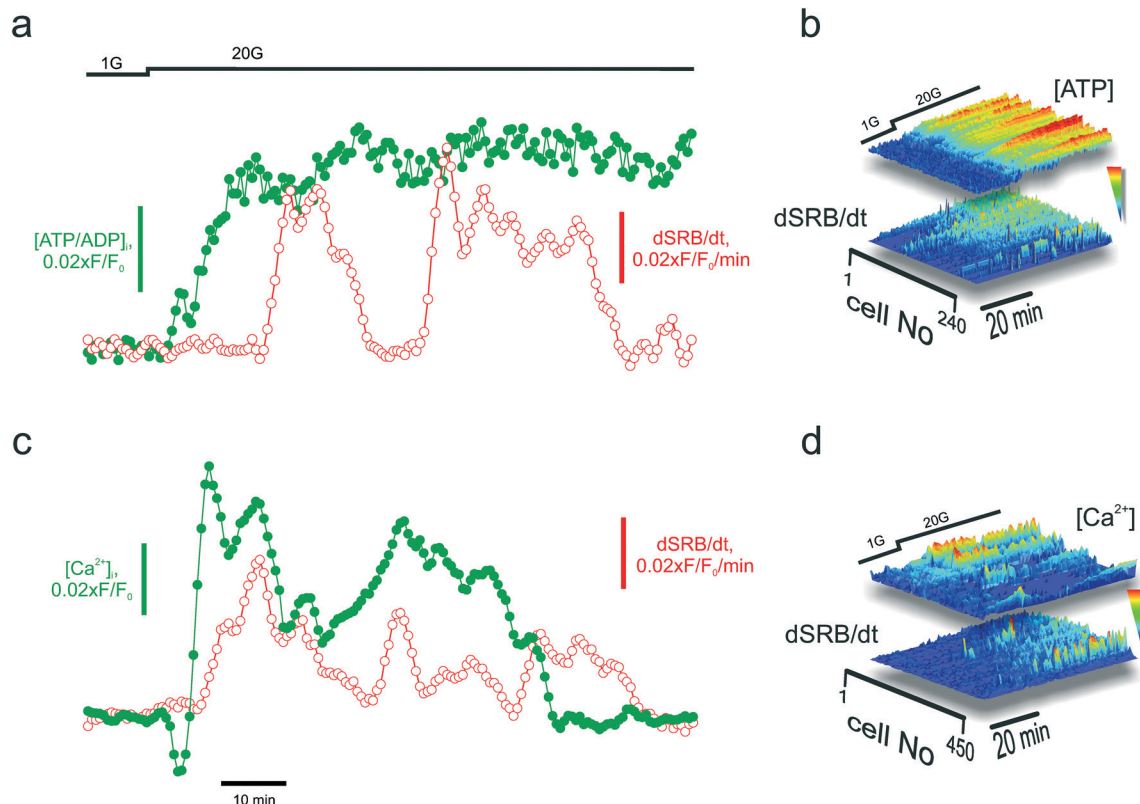 a
1G
20G
[ATP/ADP]i,
0.02xF/F0
dSRB/dt,
0.02xF/F0/min
b
1G
20G
[ATP]
dSRB/dt
1
cell No
240
20 min
c
[Ca2+]i,
0.02xF/F0
dSRB/dt,
0.02xF/F0/min
10 min
d
1G
20G
[Ca2+]
dSRB/dt
1
cell No
450
20 min